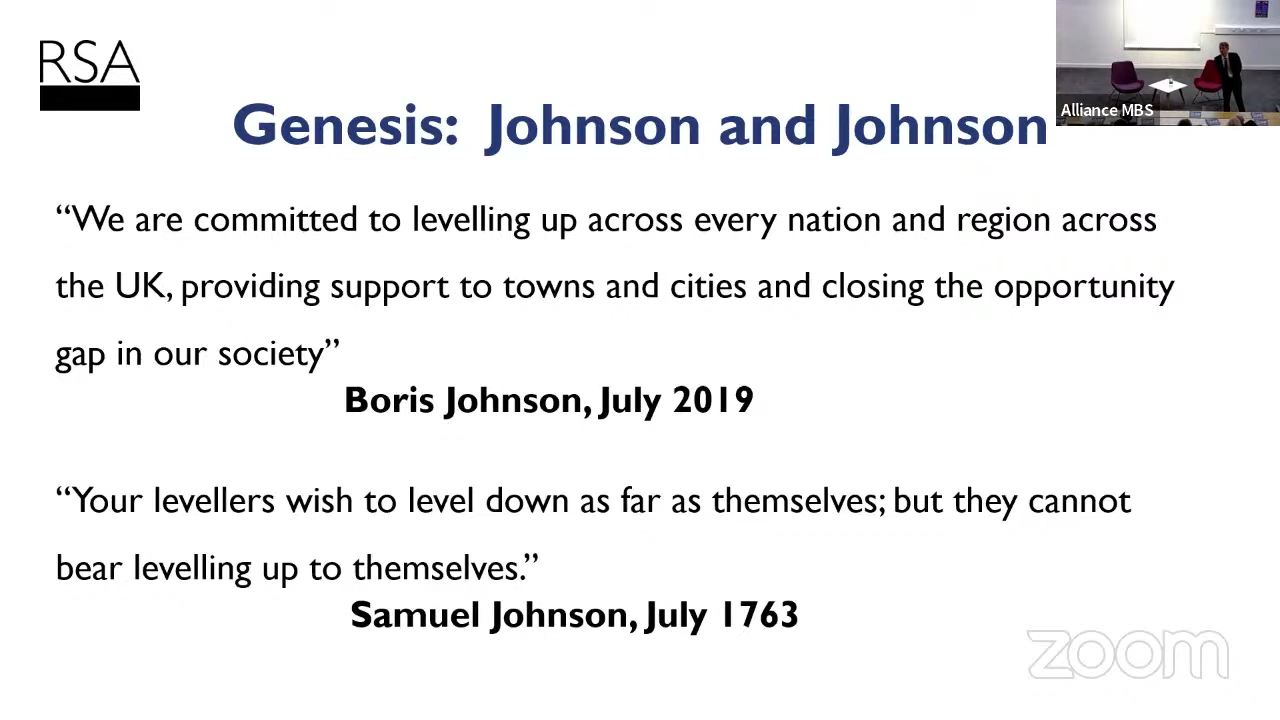 RSA
Alliance MBS
Genesis: Johnson and Johnson
“We are committed to levelling up across every nation and region across
the UK, providing support to towns and cities and closing the opportunity
gap in our society”
Boris Johnson, July 2019
“Your levellers wish to level down as far as themselves; but they cannot
bear levelling up to themselves.”
Samuel Johnson, July 1763
zoom